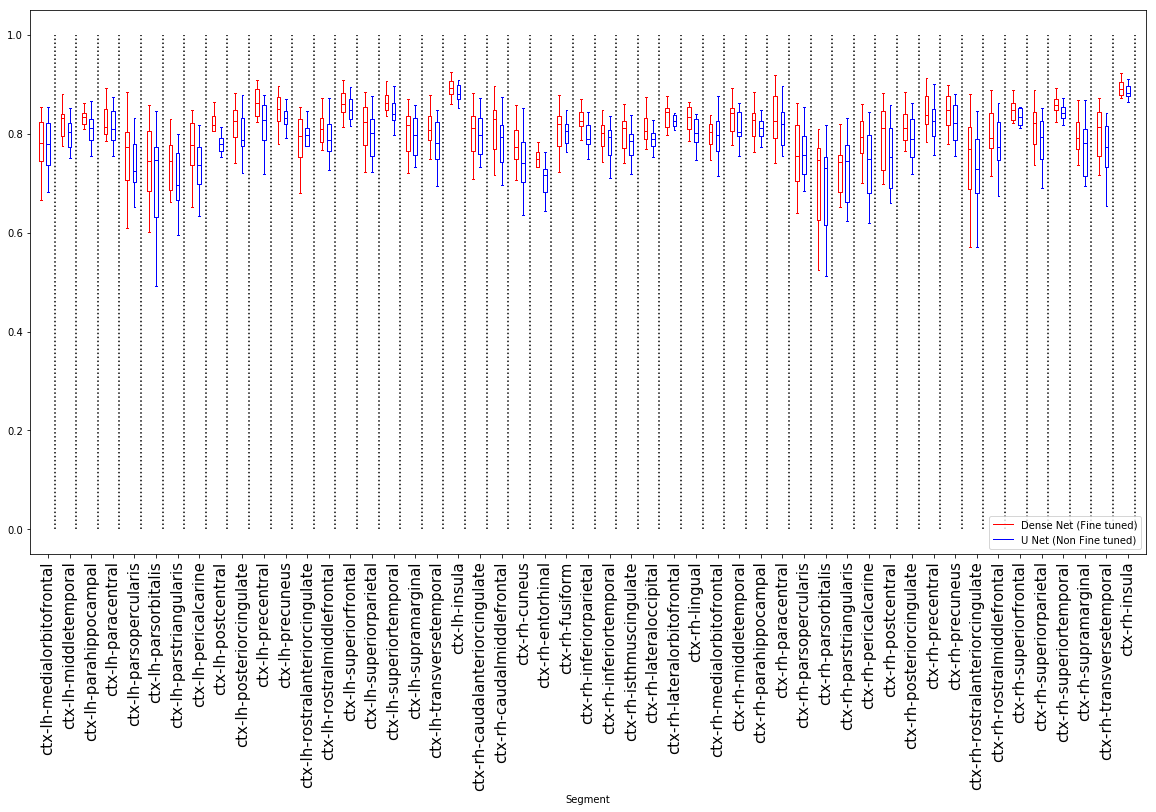 1.0
0.8
0.6
0.4
0.2
0.0
Dense Net (Fine tuned)
U Net (Non Fine tuned)
ctx-lh-medialorbitofrontal
ctx-lh-middletemporal
ctx-lh-parahippocampal
ctx-lh-paracentral
ctx-lh-parsopercularis
ctx-lh-parsorbitalis
ctx-lh-parstriangularis
ctx-lh-pericalcarine
ctx-lh-postcentral
ctx-lh-posteriorcingulate
ctx-lh-precentral
ctx-lh-precuneus
ctx-lh-rostralanteriorcingulate
ctx-lh-rostralmiddlefrontal
ctx-lh-superiorfrontal
ctx-lh-superiorparietal
ctx-lh-superiortemporal
ctx-lh-supramarginal
ctx-lh-transversetemporal
ctx-lh-insula
ctx-rh-caudalanteriorcingulate
ctx-rh-caudalmiddlefrontal
ctx-rh-cuneus
ctx-rh-entorhinal
ctx-rh-fusiform
ctx-rh-inferiorparietal
ctx-rh-inferiortemporal
ctx-rh-isthmuscingulate
ctx-rh-lateraloccipital
ctx-rh-lateralorbitofrontal
ctx-rh-lingual
ctx-rh-medialorbitofrontal
ctx-rh-middletemporal
ctx-rh-parahippocampal
ctx-rh-paracentral
ctx-rh-parsopercularis
ctx-rh-parsorbitalis
ctx-rh-parstriangularis
ctx-rh-pericalcarine
ctx-rh-postcentral
ctx-rh-posteriorcingulate
ctx-rh-precentral
ctx-rh-precuneus
ctx-rh-rostralanteriorcingulate
ctx-rh-rostralmiddlefrontal
ctx-rh-superiorfrontal
ctx-rh-superiorparietal
ctx-rh-superiortemporal
ctx-rh-supramarginal
ctx-rh-transversetemporal
ctx-rh-insula
Segment